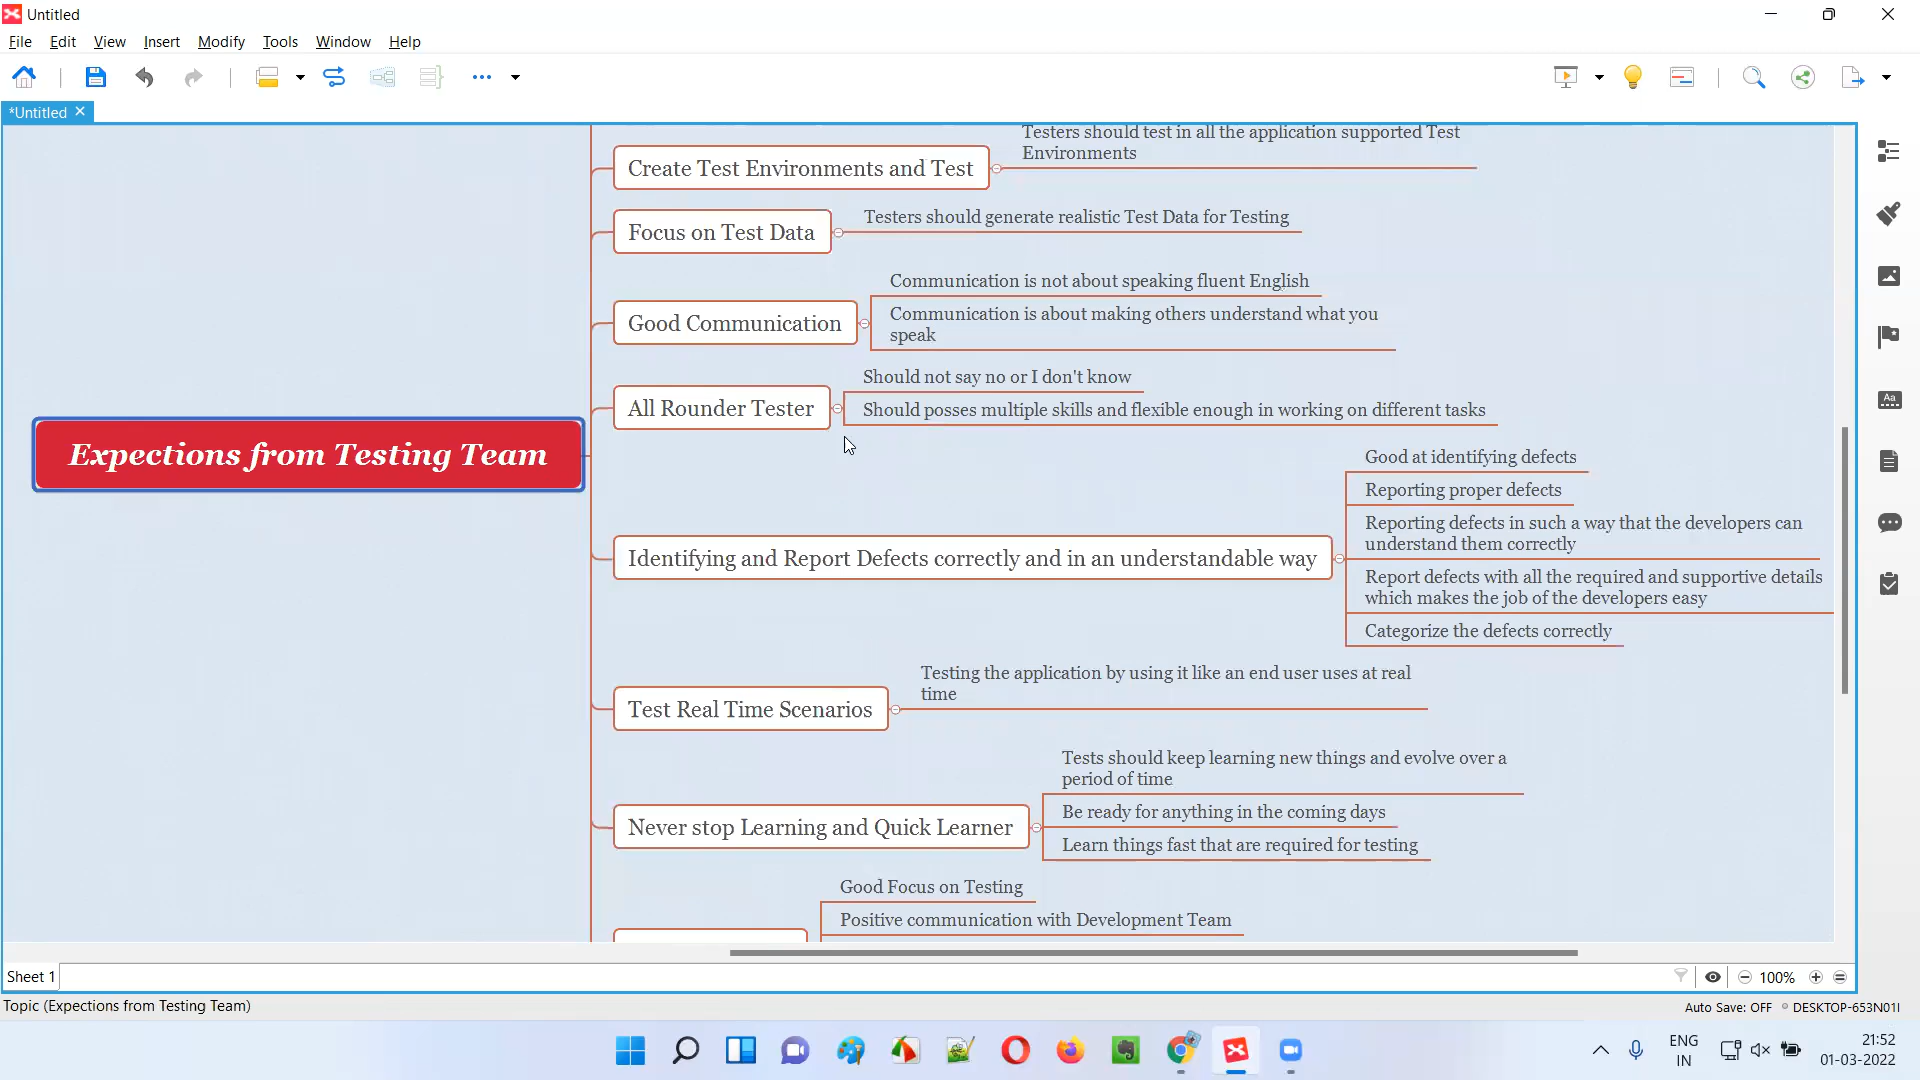 Untitled
File Edit View Insert Modify Tools Window Help
*Untitled
Testers should test in all the application supported Test
Environments
Create Test Environments and Test
Testers should generate realistic Test Data for Testing
Focus on Test Data
Communication is not about speaking fluent English
Communication is about making others understand what you
speak
Good Communication
Should not say no or I don't know
All Rounder Tester
Should posses multiple skills and flexible enough in working on different tasks
Expections from Testing Team
Good at identifying defects
Reporting proper defects
Reporting defects in such a way that the developers can
understand them correctly
Identifying and Report Defects correctly and in an understandable way
Report defects with all the required and supportive details
which makes the job of the developers easy
Categorize the defects correctly
Testing the application by using it like an end user uses at real
time
Test Real Time Scenarios
Tests should keep learning new things and evolve over a
period of time
Never stop Learning and Quick Learner
Be ready for anything in the coming days
Learn things fast that are required for testing
Good Focus on Testing
Positive communication with Development Team
Aa
Sheet 1
100%
Topic (Expections from Testing Team)
Auto Save: OFF
DESKTOP-653N01I
ENG
IN
21:52
01-03-2022